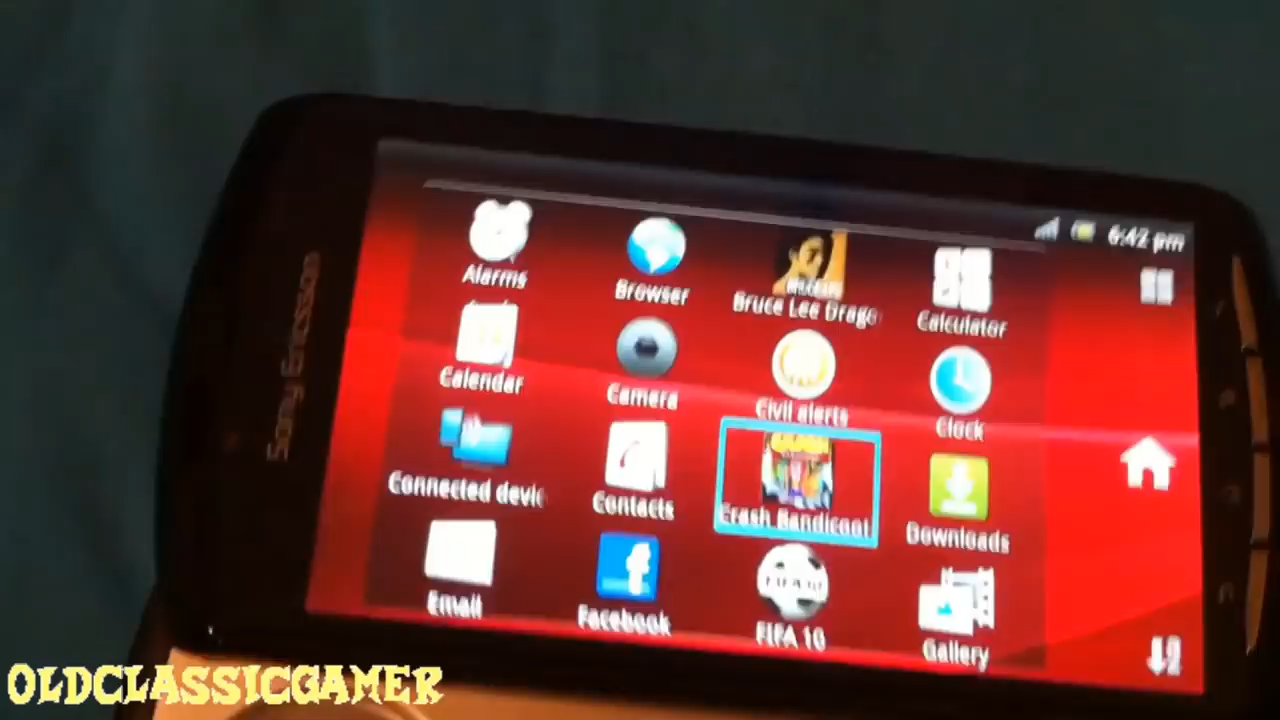 6:42 pm
Alarms
Browser
Bruce Lee Drago
Calculator
Calendar
Camera
Civil alerts
Clock
Connected devic
Contacts
Crash Bandicoot
Downloads
Email
Facebook
FIFA 10
Gallery
Sony Ericsson
OLDCLASSICGAMER